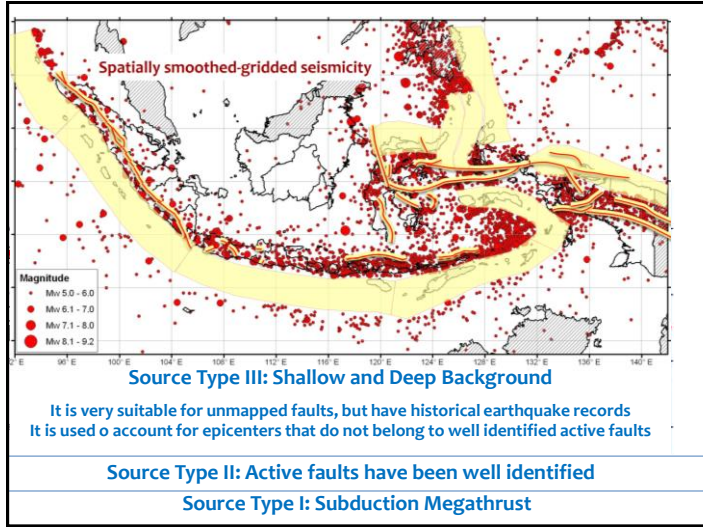 Spatially smoothed-gridded seismicity
Magnitude
Mw 5.0 - 6.0
Mw 6.1 - 7.0
Mw 7.1 - 8.0
Mw 8.1 - 9.2
2° E 96° E 100° E 104° E 108° E 112° E 116° E 120° E 124° E 128° E 132° E 136° E 140° E
Source Type III: Shallow and Deep Background
It is very suitable for unmapped faults, but have historical earthquake records
It is used o account for epicenters that do not belong to well identified active faults
Source Type II: Active faults have been well identified
Source Type I: Subduction Megathrust